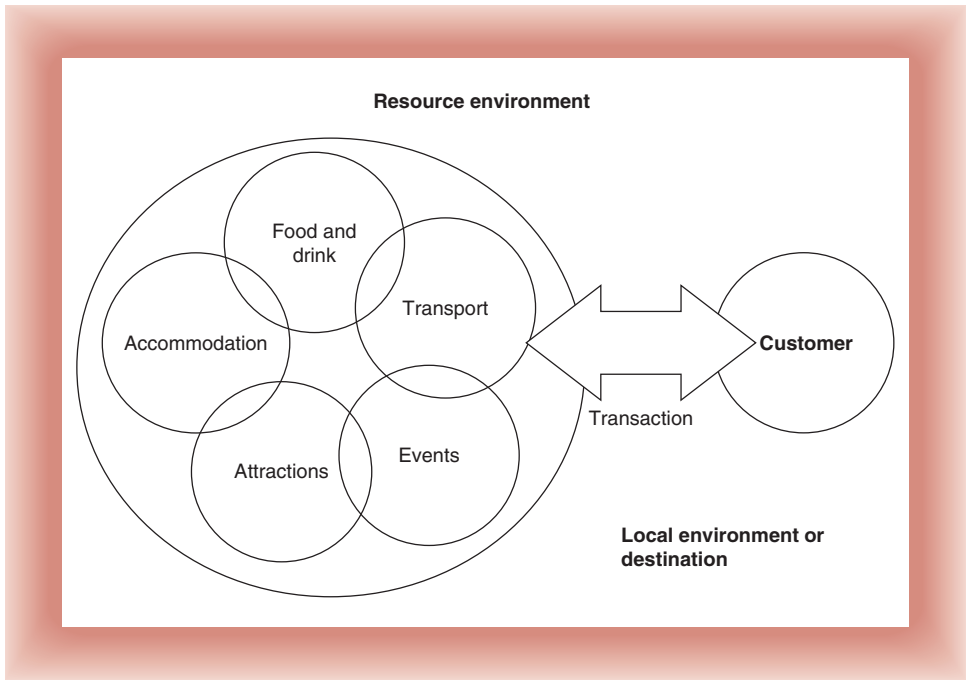 Resource environment
Food and
drink
Transport
Accommodation
Customer
Transaction
Events
Attractions
Local environment or
destination